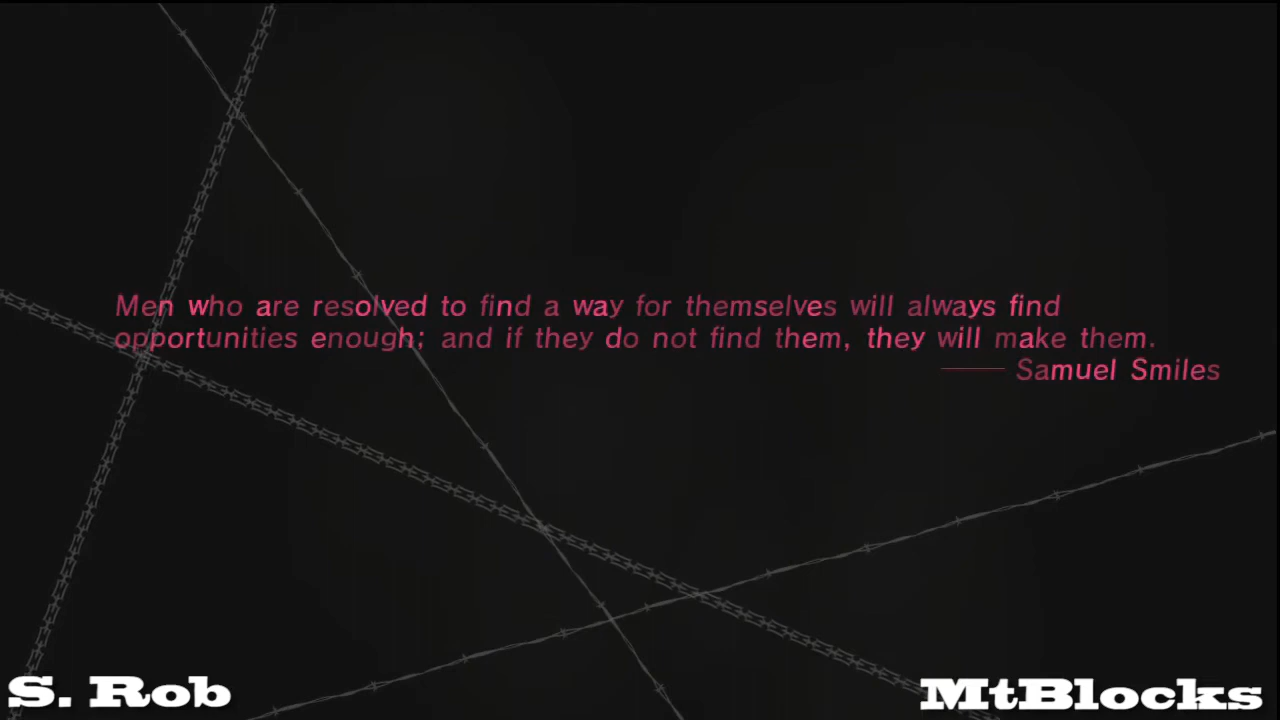 Men who are resolved to find a way for themselves will always find
opportunities enough; and if they do not find them, they will make them.
—— Samuel Smiles
S. Rob
MtBlocks